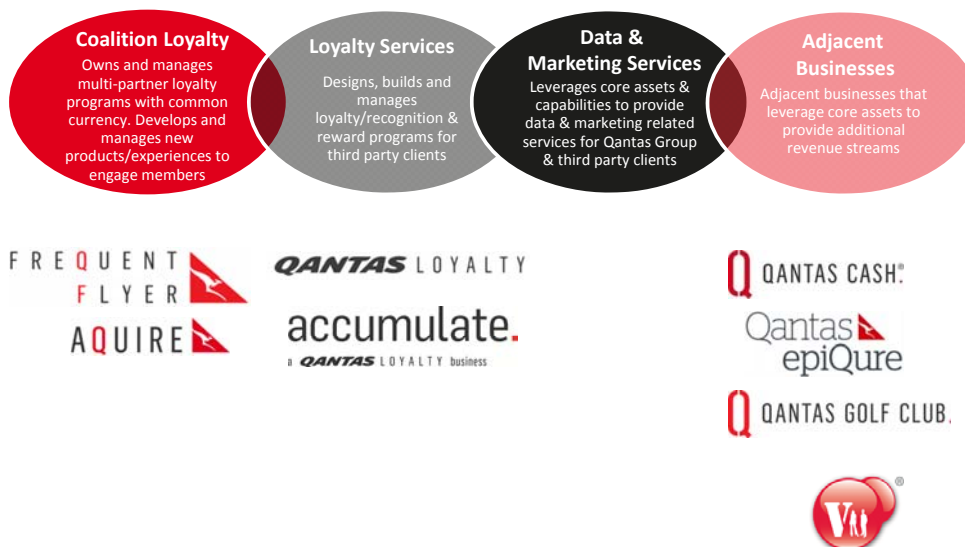 Coalition Loyalty
Owns and manages
multi-partner loyalty
programs with common
currency. Develops and
manages new
products/experiences to
engage members
Loyalty Services
Designs, builds and
manages
loyalty/recognition &
reward programs for
third party clients
Data &
Marketing Services
Leverages core assets &
capabilities to provide
data & marketing related
services for Qantas Group
& third party clients
Adjacent
Businesses
Adjacent businesses that
leverage core assets to
provide additional
revenue streams
FREQUENT
FLYER
AQUIRE
QANTAS LOYALTY
accumulate.
a QANTAS LOYALTY business
Q QANTAS CASH®
Qantas
epiQure
Q QANTAS GOLF CLUB.
V ®